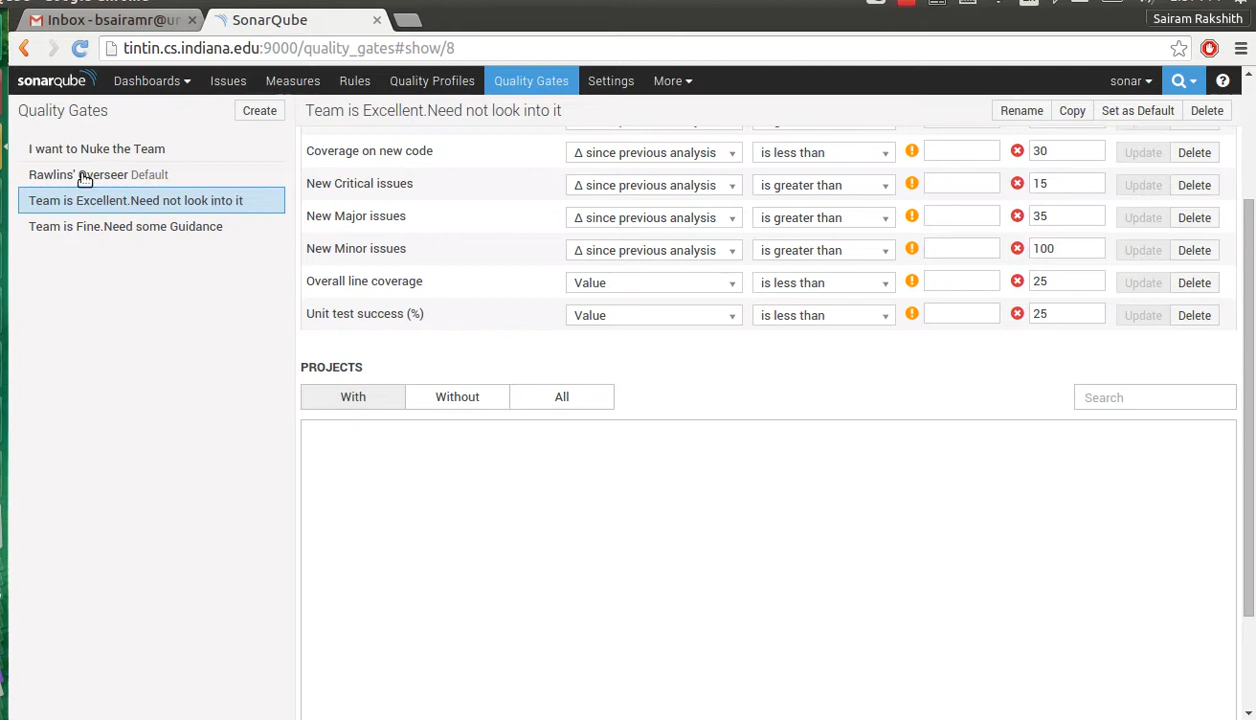 Inbox - bsairamr@u
SonarQube
Sairam Rakshith
tintin.cs.indiana.edu:9000/quality_gates#show/8
sonarqube Dashboards Issues Measures Rules Quality Profiles Quality Gates Settings More sonar
Quality Gates Create
Team is Excellent.Need not look into it Rename Copy Set as Default Delete
I want to Nuke the Team
Rawlins' Overseer Default
Team is Excellent.Need not look into it
Team is Fine.Need some Guidance
Coverage on new code Δ since previous analysis is less than 30 Update Delete
New Critical issues Δ since previous analysis is greater than 15 Update Delete
New Major issues Δ since previous analysis is greater than 35 Update Delete
New Minor issues Δ since previous analysis is greater than 100 Update Delete
Overall line coverage Value is less than 25 Update Delete
Unit test success (%) Value is less than 25 Update Delete
PROJECTS
With Without All Search